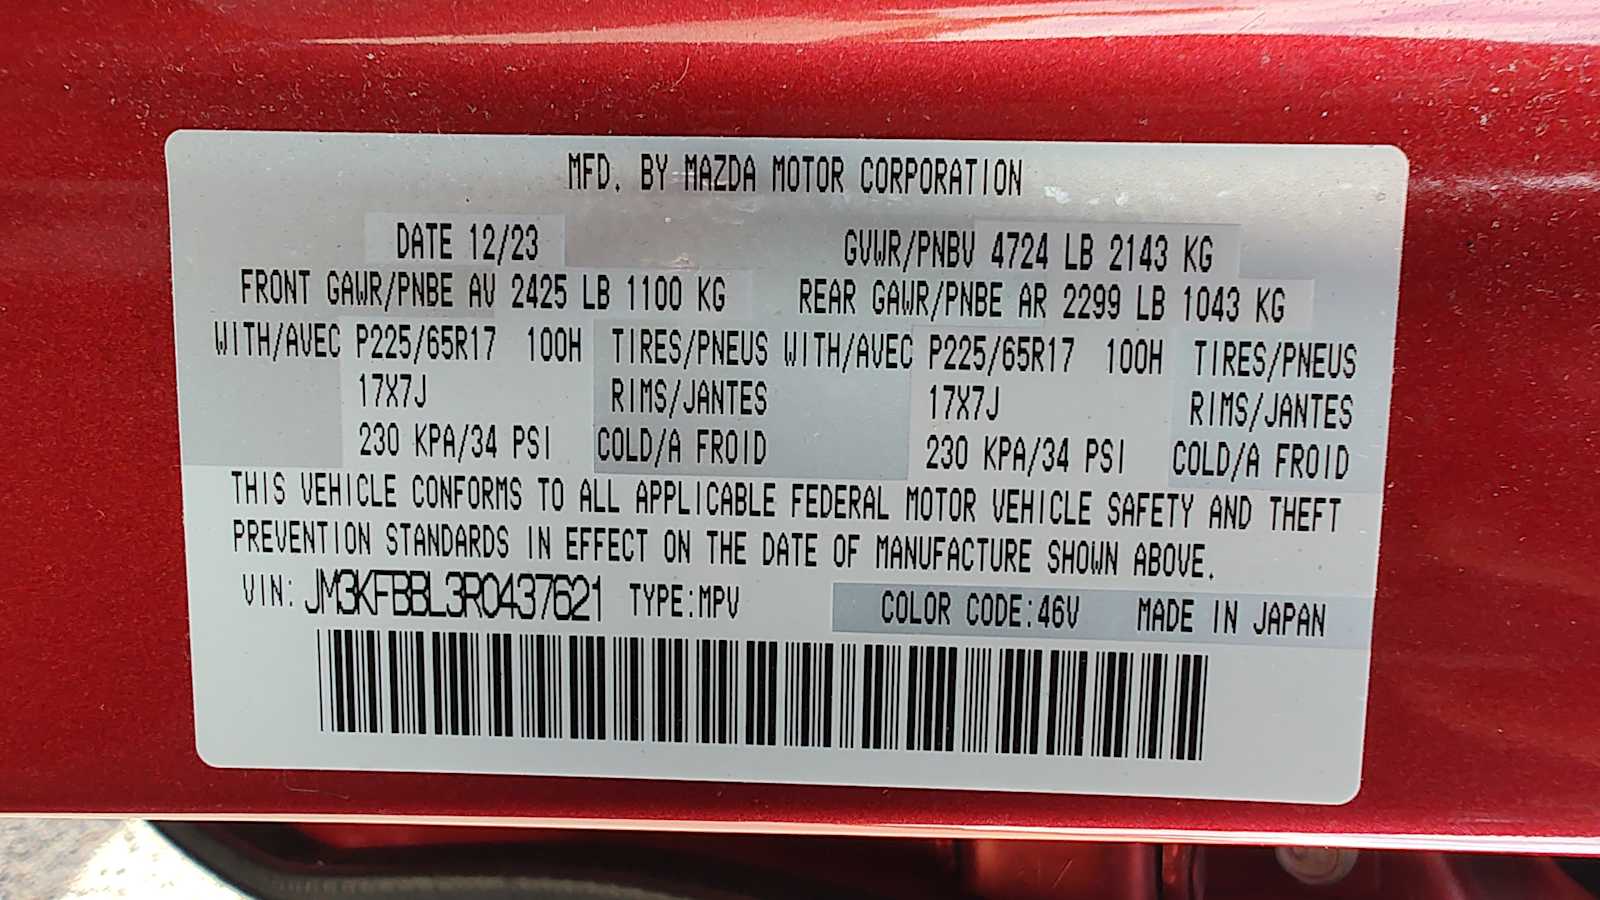 MFD. BY MAZDA MOTOR CORPORATION
DATE 12/23 GVWR/PNBV 4724 LB 2143 KG
FRONT GAWR/PNBE AV 2425 LB 1100 KG REAR GAWR/PNBE AR 2299 LB 1043 KG
WITH/AVEC P225/65R17 100H TIRES/PNEUS WITH/AVEC P225/65R17 100H TIRES/PNEUS
17X7J RIMS/JANTES 17X7J RIMS/JANTES
230 KPA/34 PSI COLD/A FROID 230 KPA/34 PSI COLD/A FROID
THIS VEHICLE CONFORMS TO ALL APPLICABLE FEDERAL MOTOR VEHICLE SAFETY AND THEFT
PREVENTION STANDARDS IN EFFECT ON THE DATE OF MANUFACTURE SHOWN ABOVE.
VIN: JM3KFBBL3R0437621 TYPE:MPV COLOR CODE:46V MADE IN JAPAN